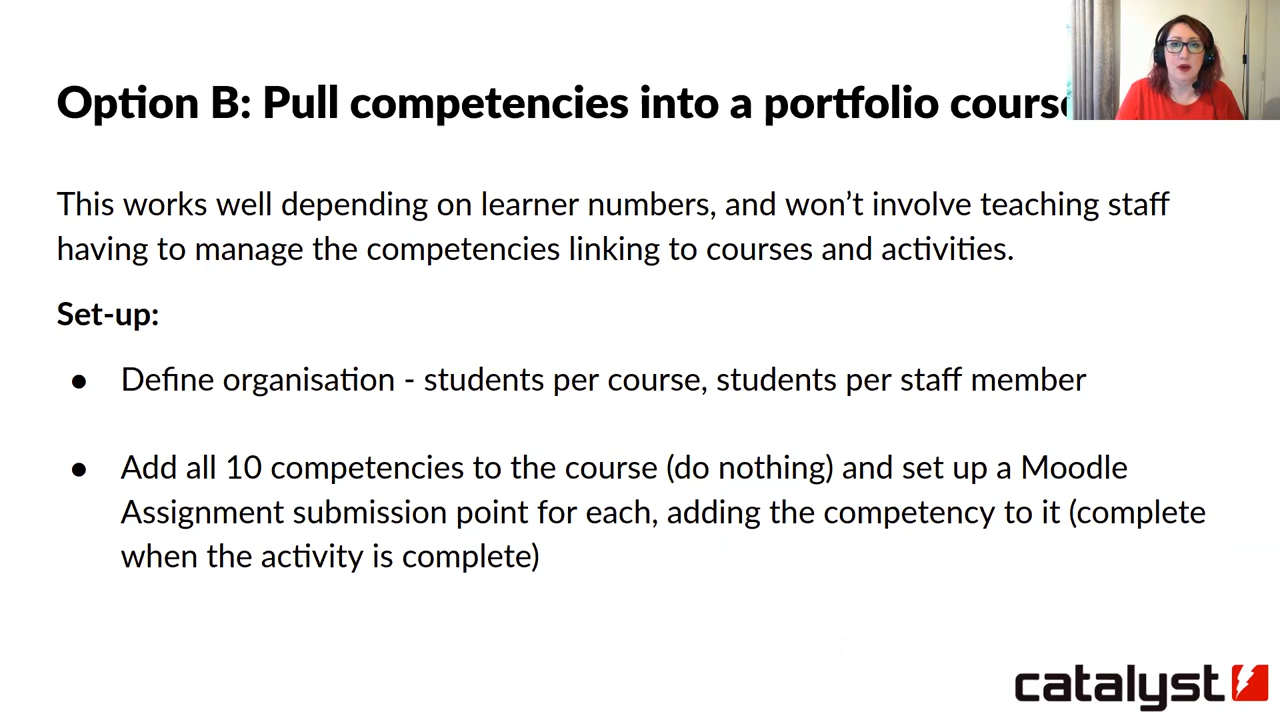 Option B: Pull competencies into a portfolio course
This works well depending on learner numbers, and won't involve teaching staff
having to manage the competencies linking to courses and activities.
Set-up:
● Define organisation - students per course, students per staff member
● Add all 10 competencies to the course (do nothing) and set up a Moodle
Assignment submission point for each, adding the competency to it (complete
when the activity is complete)
catalyst